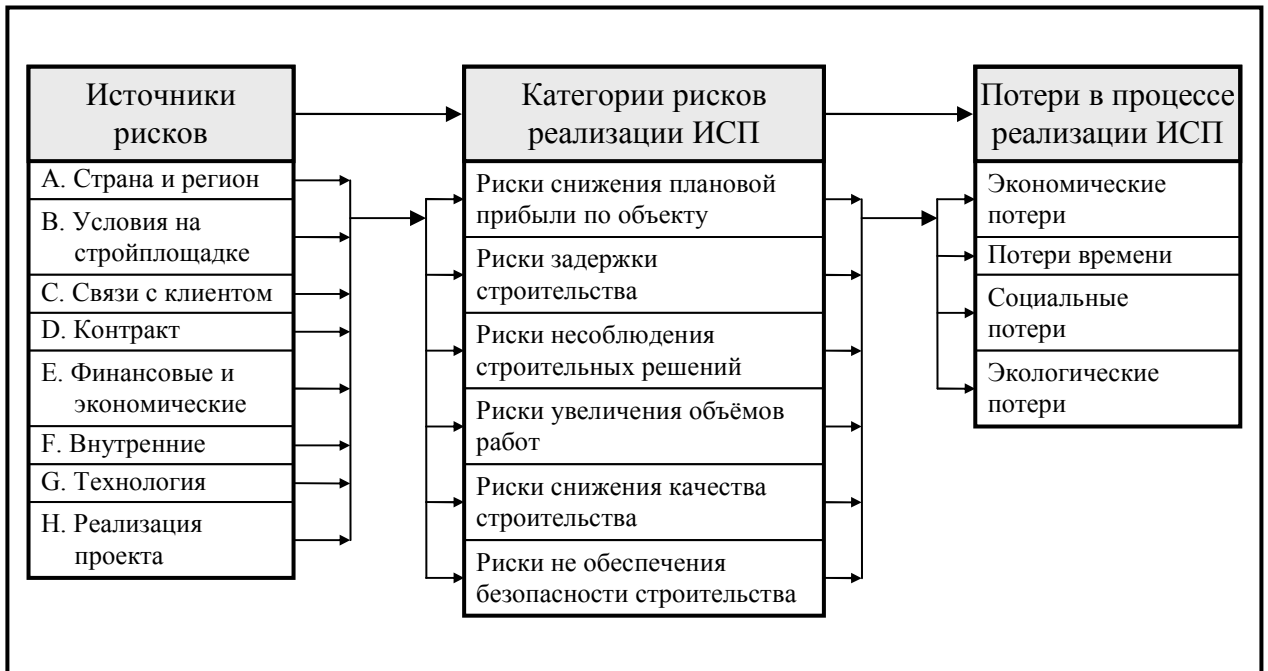 Источники
рисков
A. Страна и регион
B. Условия на
стройплощадке
C. Связи с клиентом
D. Контракт
E. Финансовые и
экономические
F. Внутренние
G. Технология
H. Реализация
проекта
Категории рисков
реализации ИСП
Риски снижения плановой
прибыли по объекту
Риски задержки
строительства
Риски несоблюдения
строительных решений
Риски увеличения объёмов
работ
Риски снижения качества
строительства
Риски не обеспечения
безопасности строительства
Потери в процессе
реализации ИСП
Экономические
потери
Потери времени
Социальные
потери
Экологические
потери